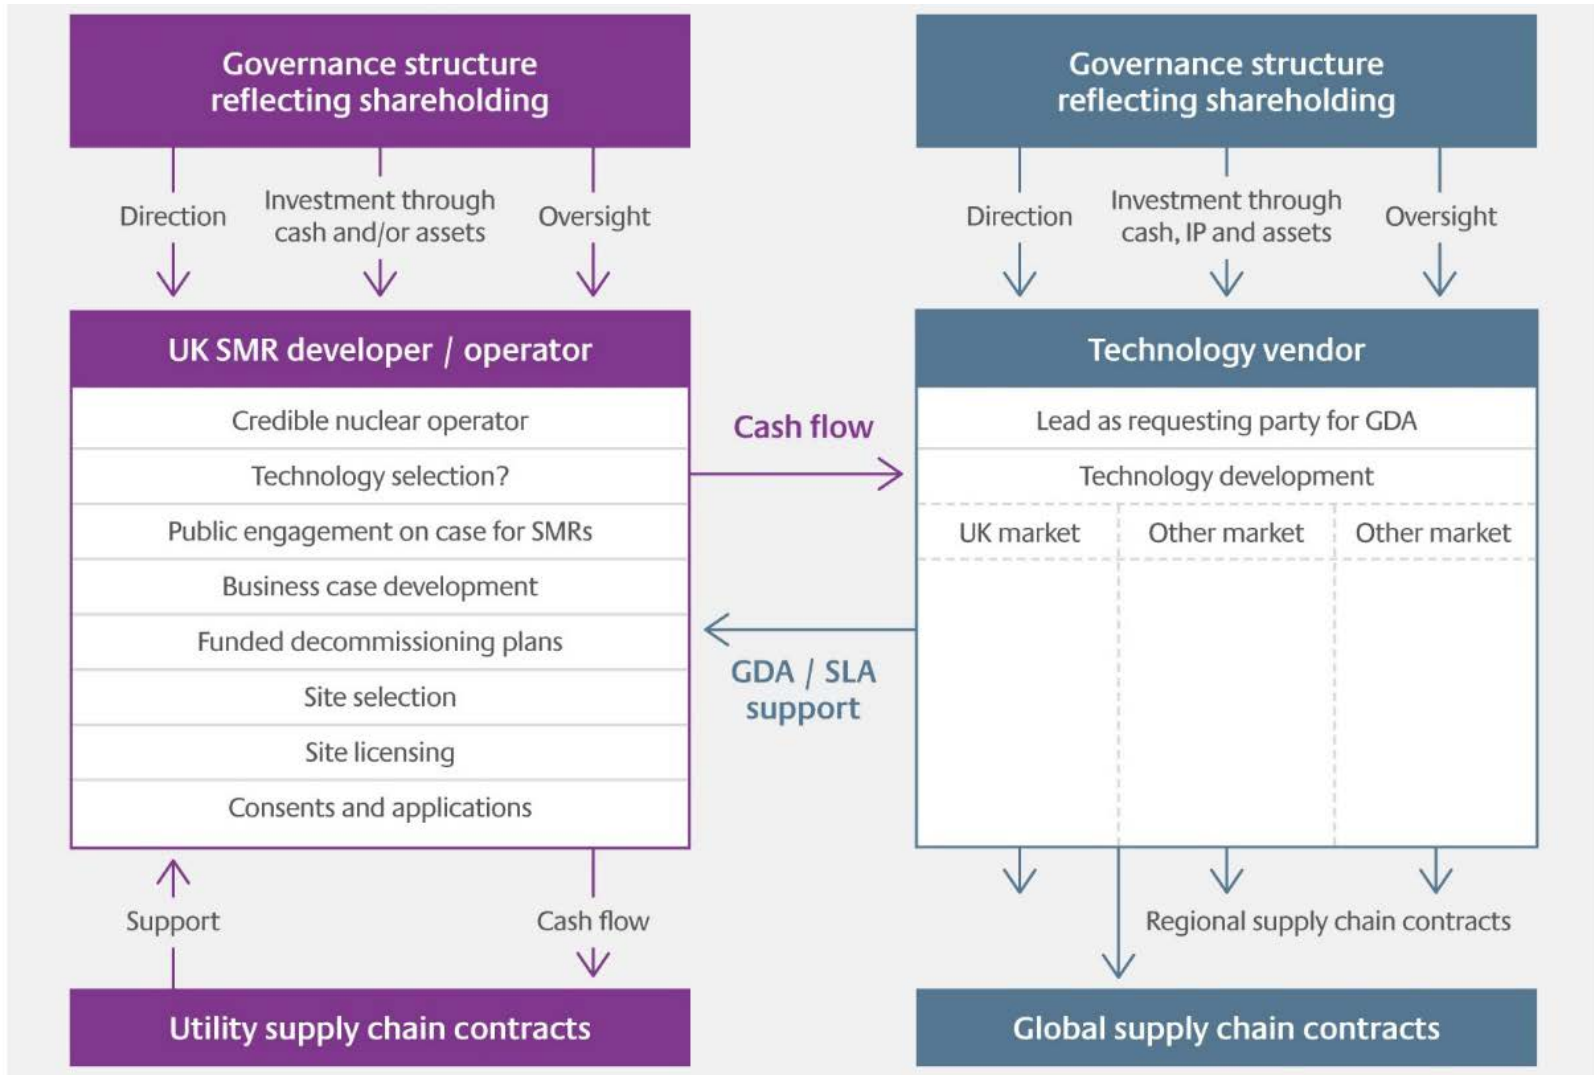 Governance structure
reflecting shareholding
Direction
Investment through
cash and/or assets
Oversight
UK SMR developer / operator
Credible nuclear operator
Technology selection?
Public engagement on case for SMRs
Business case development
Funded decommissioning plans
Site selection
Site licensing
Consents and applications
Support
Cash flow
Utility supply chain contracts
Cash flow
GDA / SLA
support
Governance structure
reflecting shareholding
Direction
Investment through
cash, IP and assets
Oversight
Technology vendor
Lead as requesting party for GDA
Technology development
UK market
Other market
Other market
Regional supply chain contracts
Global supply chain contracts